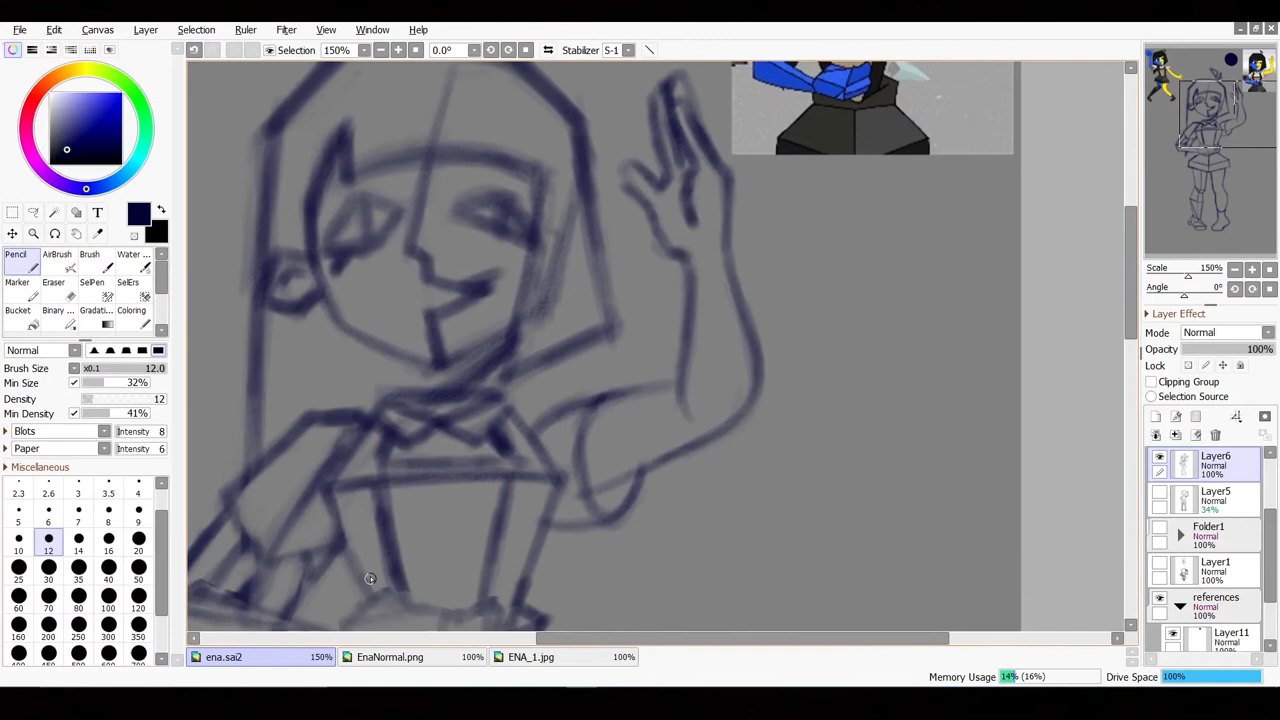 File Edit Canvas Layer Ruler Filter View Window Help
Selection 150% 0.0° Stabilizer S-1
T
Pencil AirBrush Brush Water ...
Marker Eraser SelPen SelErs
Bucket Binary ... Gradati... Coloring
Normal
Brush Size x0.1 12.0
Min Size 32%
Density 12
Min Density 41%
Blots Intensity 8
Paper Intensity 6
Miscellaneous
2.3 2.6 3 3.5 4
5 6 7 8 9
10 12 14 16 20
25 30 35 40 50
60 70 80 100 120
160 200 250 300 350
Scale 150%
Angle 0°
Layer Effect
Mode Normal
Opacity 100%
Lock
Clipping Group
Selection Source
Layer6
Normal
100%
Layer5
Normal
34%
Folder1
Normal
100%
Layer1
Normal
100%
references
Normal
100%
Layer11
Normal
ena.sai2 150% EnaNormal.png 100% ENA_1.jpg 100%
Memory Usage 14% (16%) Drive Space 100%